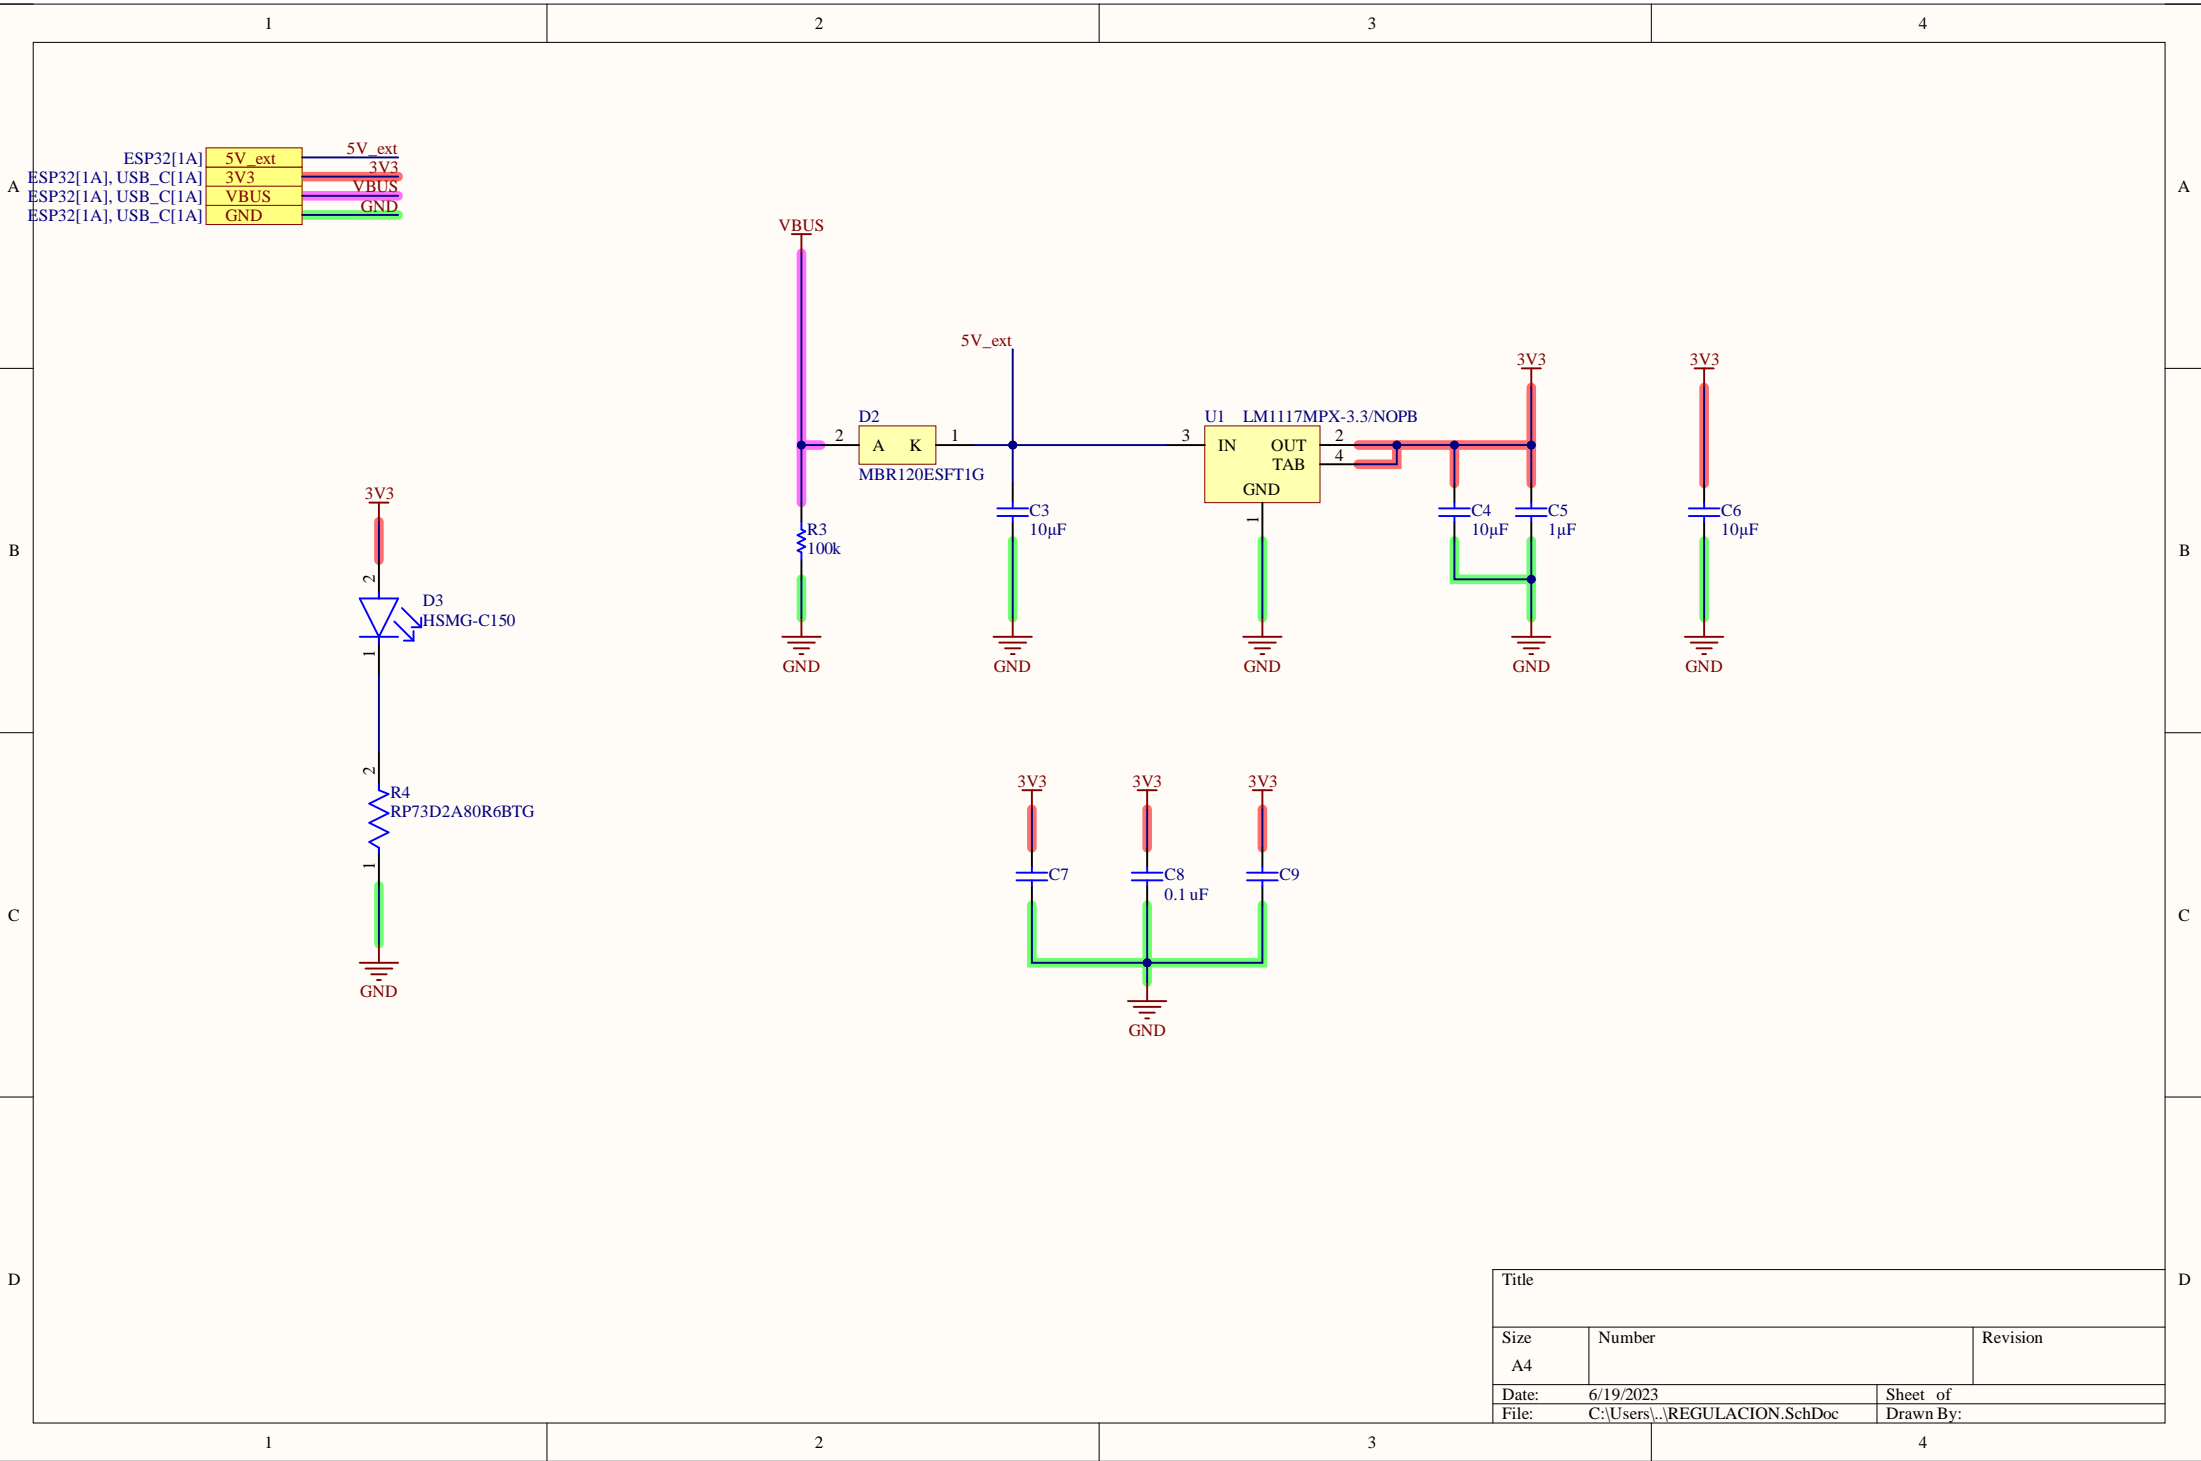 1 2 3 4
A A
B B
C C
D D
ESP32[1A] 5V_ext 5V_ext
ESP32[1A], USB_C[1A] 3V3 3V3
ESP32[1A], USB_C[1A] VBUS VBUS
ESP32[1A], USB_C[1A] GND GND
VBUS
5V_ext
3V3
3V3
D2
2 A K 1
MBR120ESFT1G
U1 LM1117MPX-3.3/NOPB
3 IN OUT 2
TAB 4
GND
1
R3
100k
C3
10µF
C4
10µF
C5
1µF
C6
10µF
GND
GND
GND
GND
GND
3V3
2
D3
HSMG-C150
1
2
R4
RP73D2A80R6BTG
1
GND
3V3
3V3
3V3
C7
C8
0.1 uF
C9
GND
Title
Size
A4
Number
Revision
Date: 6/19/2023
Sheet of
File: C:\Users\..\REGULACION.SchDoc
Drawn By:
1 2 3 4